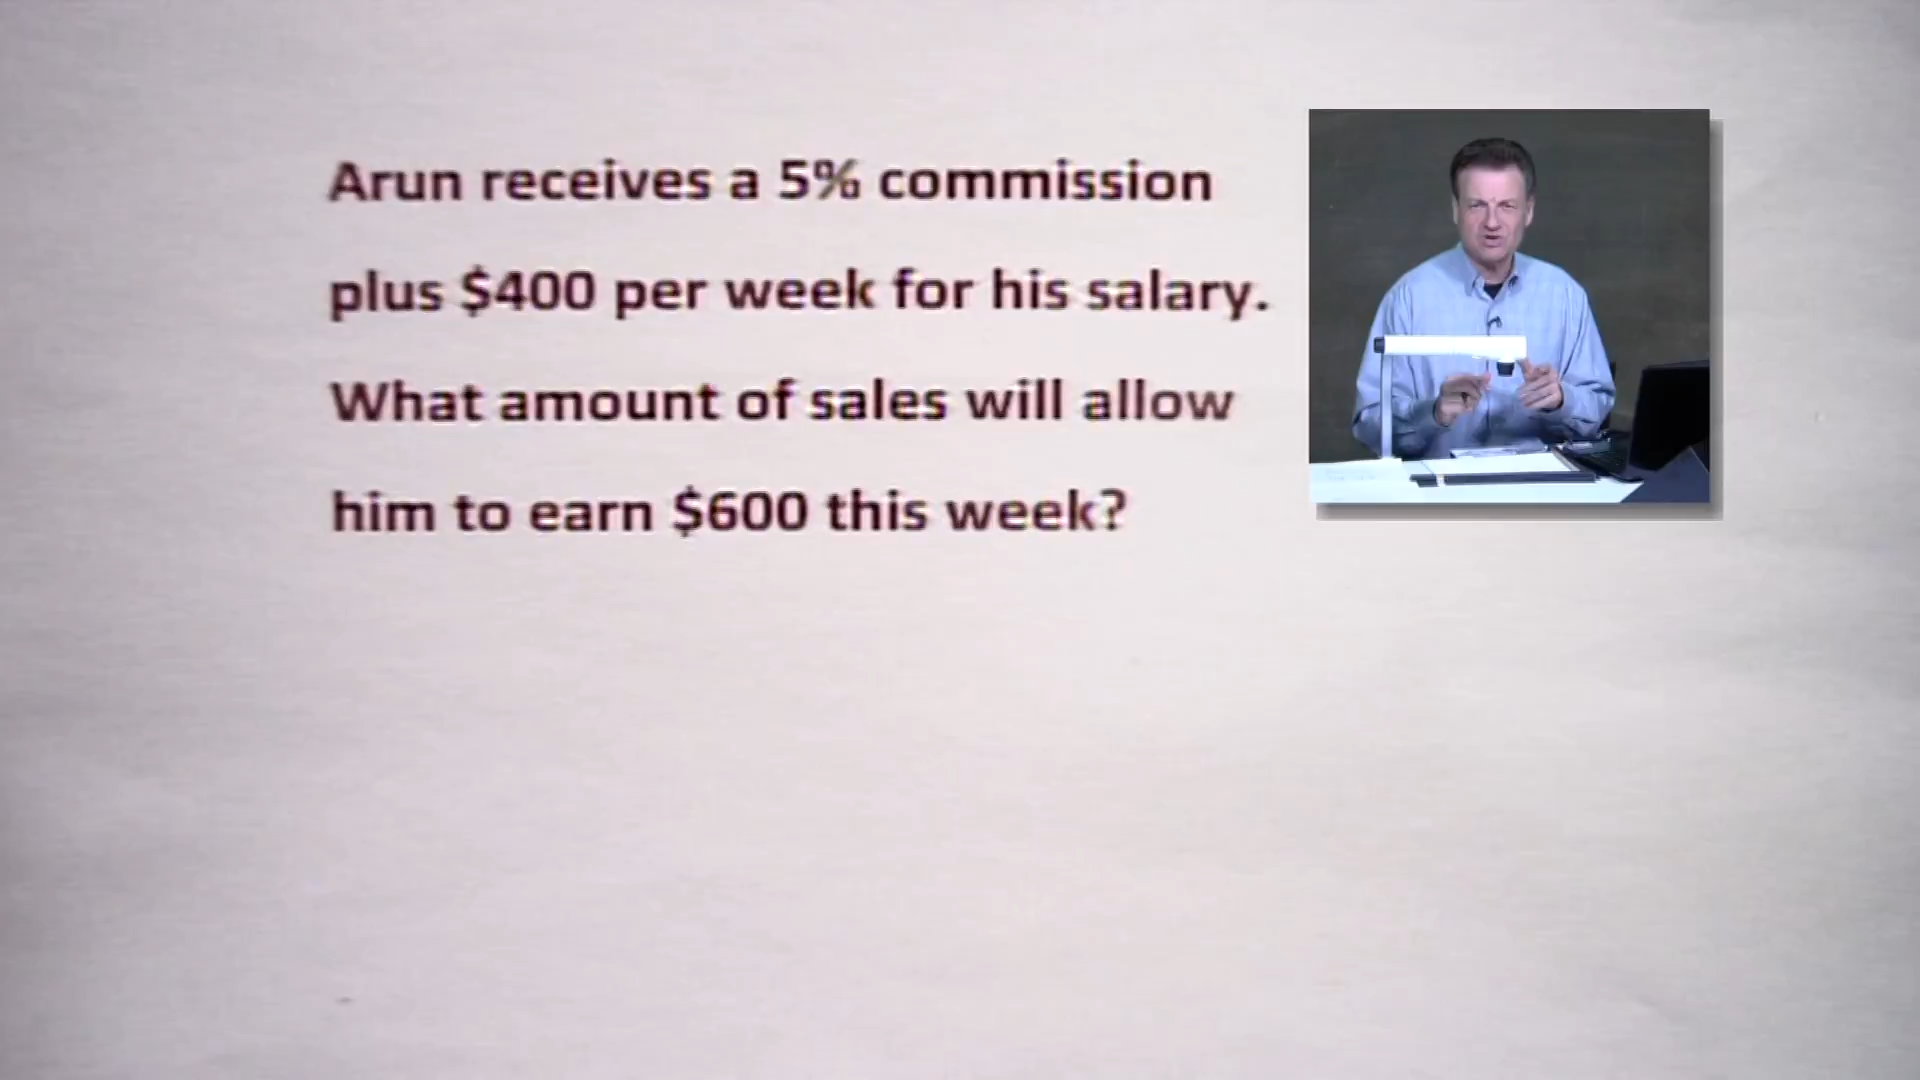 Arun receives a 5% commission
plus $400 per week for his salary.
What amount of sales will allow
him to earn $600 this week?